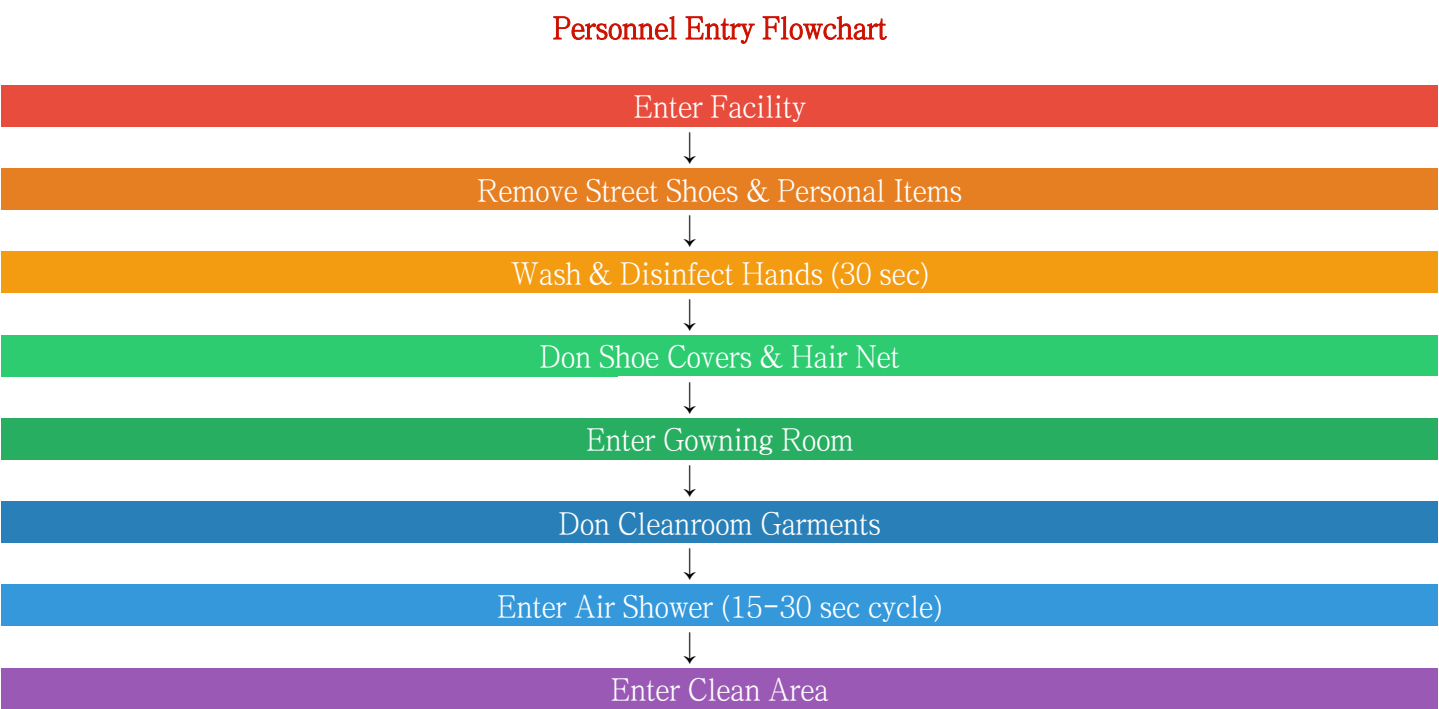 Personnel Entry Flowchart
Enter Facility
↓
Remove Street Shoes & Personal Items
↓
Wash & Disinfect Hands (30 sec)
↓
Don Shoe Covers & Hair Net
↓
Enter Gowning Room
↓
Don Cleanroom Garments
↓
Enter Air Shower (15-30 sec cycle)
↓
Enter Clean Area